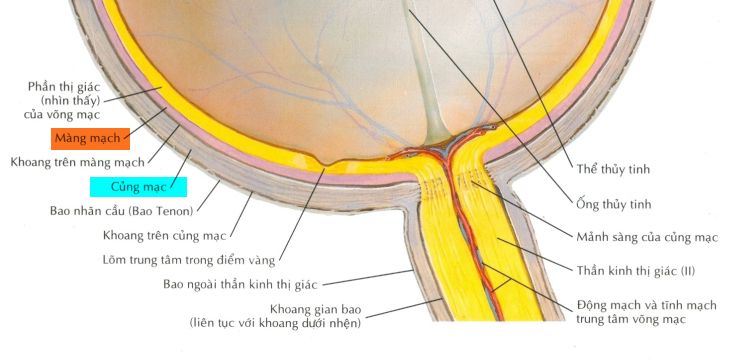 Phần thị giác
(nhìn thấy)
của võng mạc
Màng mạch
Khoang trên màng mạch
Củng mạc
Bao nhãn cầu (Bao Tenon)
Khoang trên củng mạc
Lõm trung tâm trong điểm vàng
Bao ngoài thần kinh thị giác
Khoang gian bao
(liên tục với khoang dưới nhện)
Thể thủy tinh
Ống thủy tinh
Mảnh sàng của củng mạc
Thần kinh thị giác (II)
Động mạch và tĩnh mạch
trung tâm võng mạc